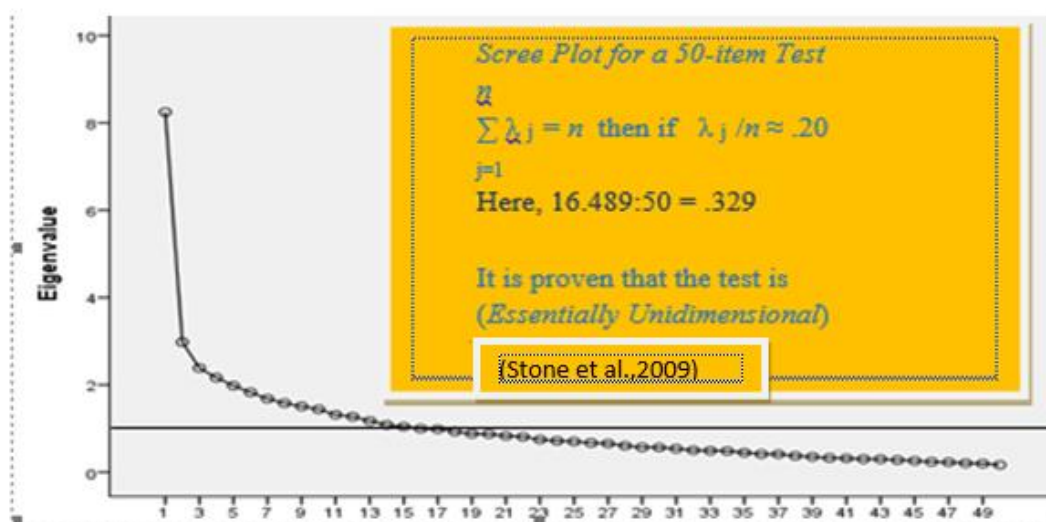 Scree Plot for a 50-item Test
n
∑ λ j = n then if λ j /n ≈ .20
j=1
Here, 16.489:50 = .329
It is proven that the test is
(Essentially Unidimensional)
(Stone et al.,2009)
Eigenvalue
10
8
6
4
2
0
1 3 5 7 9 11 13 15 17 19 21 23 25 27 29 31 33 35 37 39 41 43 45 47 49